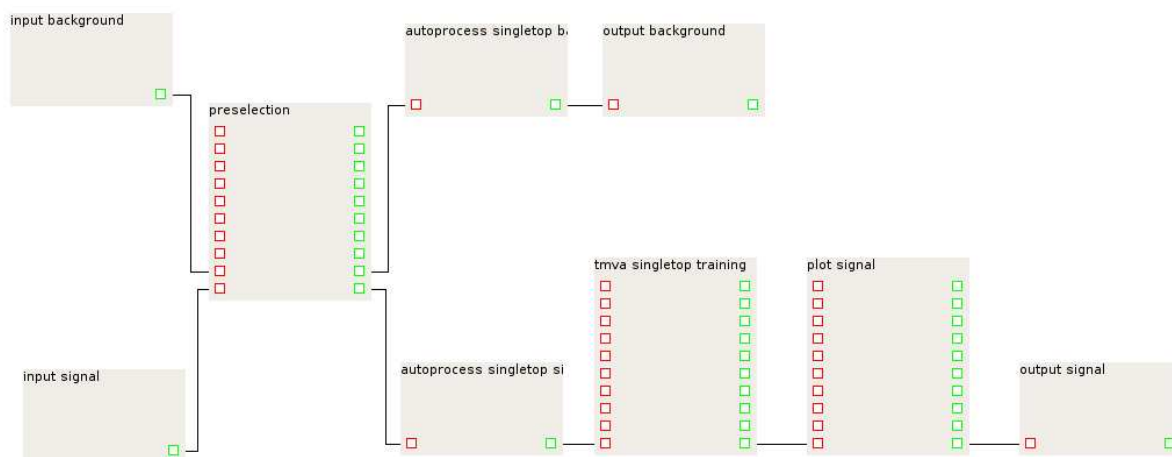 input background
autoprocess singletop ba
output background
preselection
tmva singletop training
plot signal
input signal
autoprocess singletop si
output signal